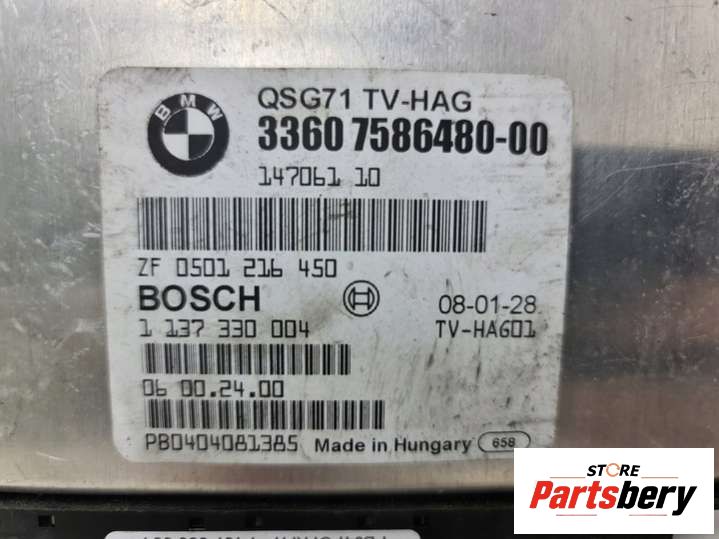 BMW
QSG71 TV-HAG
3360 7586480-00
147061 10
ZF 0501 216 450
BOSCH
08-01-28
1 137 330 004
TV-HA601
06 00.24.00
PB0404081385 Made in Hungary 658
STORE
Partsbery